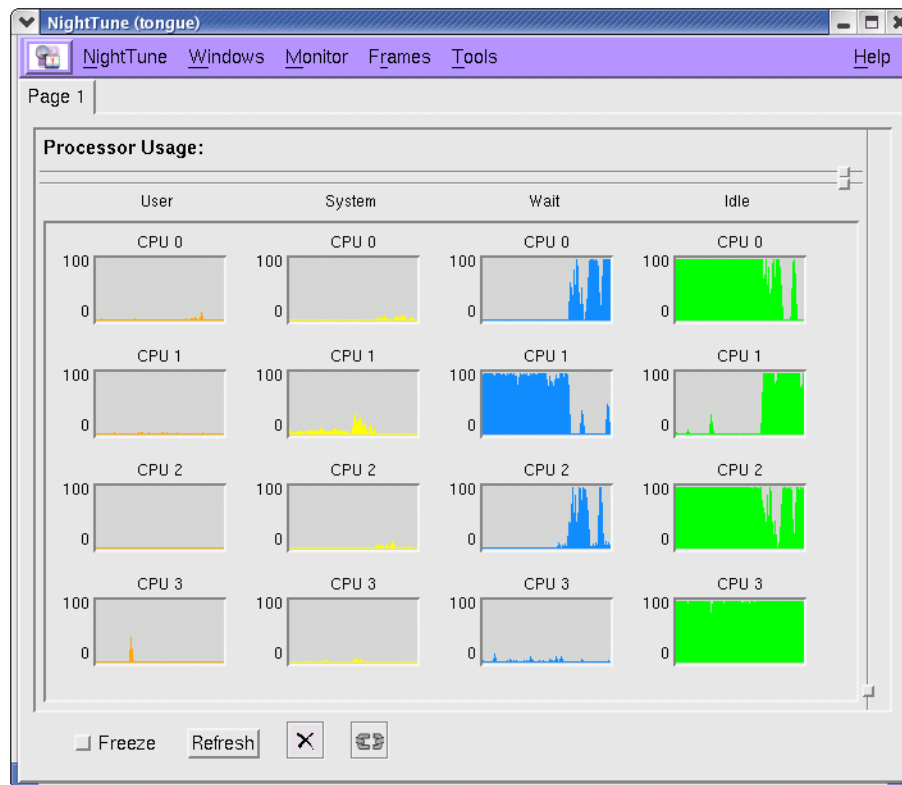 NightTune (tongue)
NightTune Windows Monitor Frames Tools Help
Page 1
Processor Usage:
User System Wait Idle
CPU 0 CPU 0 CPU 0 CPU 0
100 100 100 100
0 0 0 0
CPU 1 CPU 1 CPU 1 CPU 1
100 100 100 100
0 0 0 0
CPU 2 CPU 2 CPU 2 CPU 2
100 100 100 100
0 0 0 0
CPU 3 CPU 3 CPU 3 CPU 3
100 100 100 100
0 0 0 0
Freeze Refresh